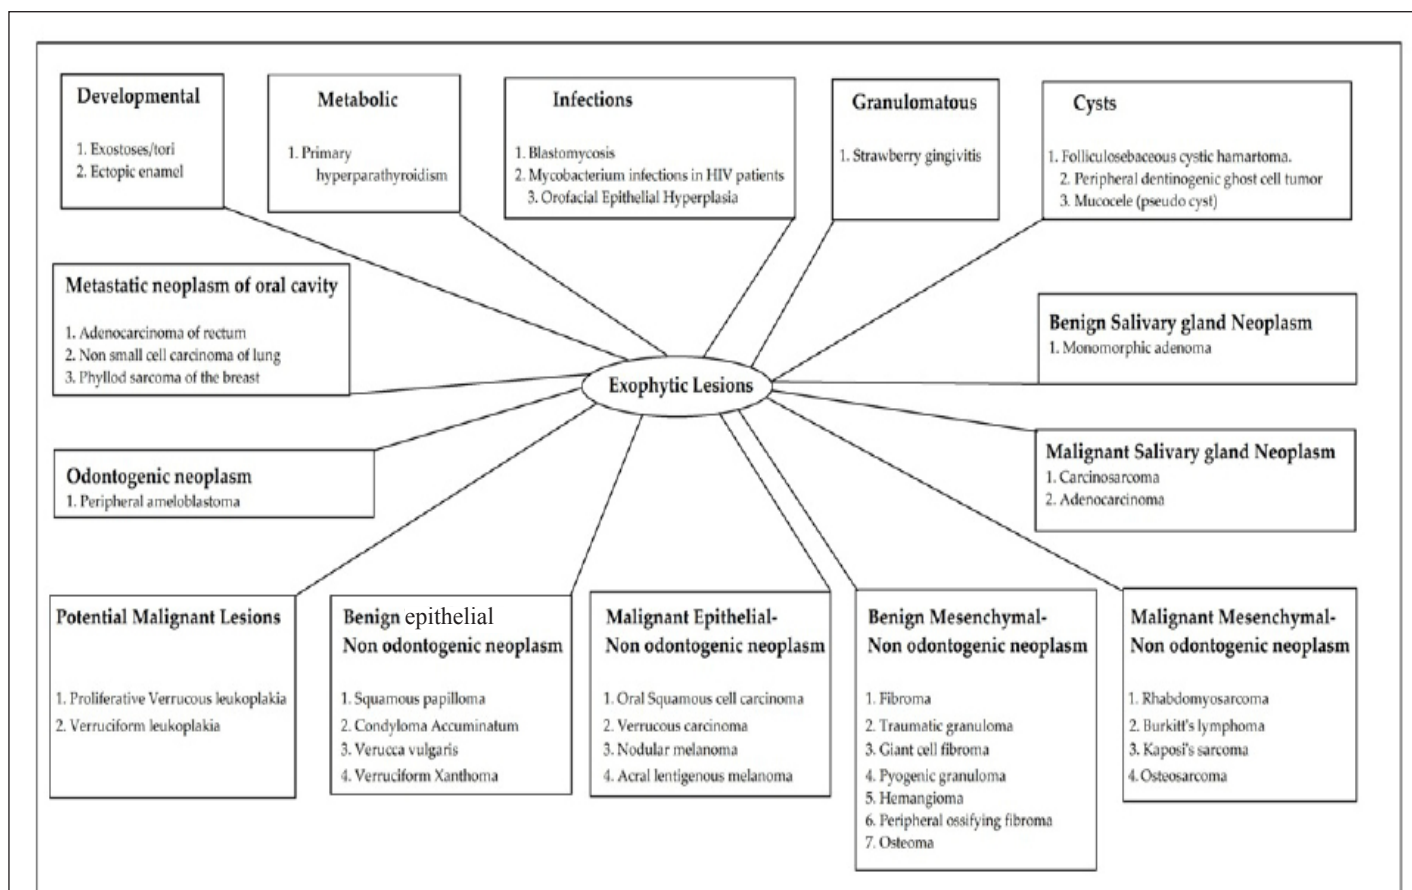 Developmental
1. Exostoses/tori
2. Ectopic enamel
Metabolic
1. Primary
hyperparathyroidism
Infections
1. Blastomycosis
2. Mycobacterium infections in HIV patients
3. Orofacial Epithelial Hyperplasia
Granulomatous
1. Strawberry gingivitis
Cysts
1. Folliculosebaceous cystic hamartoma.
2. Peripheral dentinogenic ghost cell tumor
3. Mucocele (pseudo cyst)
Metastatic neoplasm of oral cavity
1. Adenocarcinoma of rectum
2. Non small cell carcinoma of lung
3. Phyllod sarcoma of the breast
Benign Salivary gland Neoplasm
1. Monomorphic adenoma
Exophytic Lesions
Odontogenic neoplasm
1. Peripheral ameloblastoma
Malignant Salivary gland Neoplasm
1. Carcinosarcoma
2. Adenocarcinoma
Potential Malignant Lesions
1. Proliferative Verrucous leukoplakia
2. Verruciform leukoplakia
Benign epithelial
Non odontogenic neoplasm
1. Squamous papilloma
2. Condyloma Accuminatum
3. Verucca vulgaris
4. Verruciform Xanthoma
Malignant Epithelial-
Non odontogenic neoplasm
1. Oral Squamous cell carcinoma
2. Verrucous carcinoma
3. Nodular melanoma
4. Acral lentigenous melanoma
Benign Mesenchymal-
Non odontogenic neoplasm
1. Fibroma
2. Traumatic granuloma
3. Giant cell fibroma
4. Pyogenic granuloma
5. Hemangioma
6. Peripheral ossifying fibroma
7. Osteoma
Malignant Mesenchymal-
Non odontogenic neoplasm
1. Rhabdomyosarcoma
2. Burkitt's lymphoma
3. Kaposi's sarcoma
4. Osteosarcoma